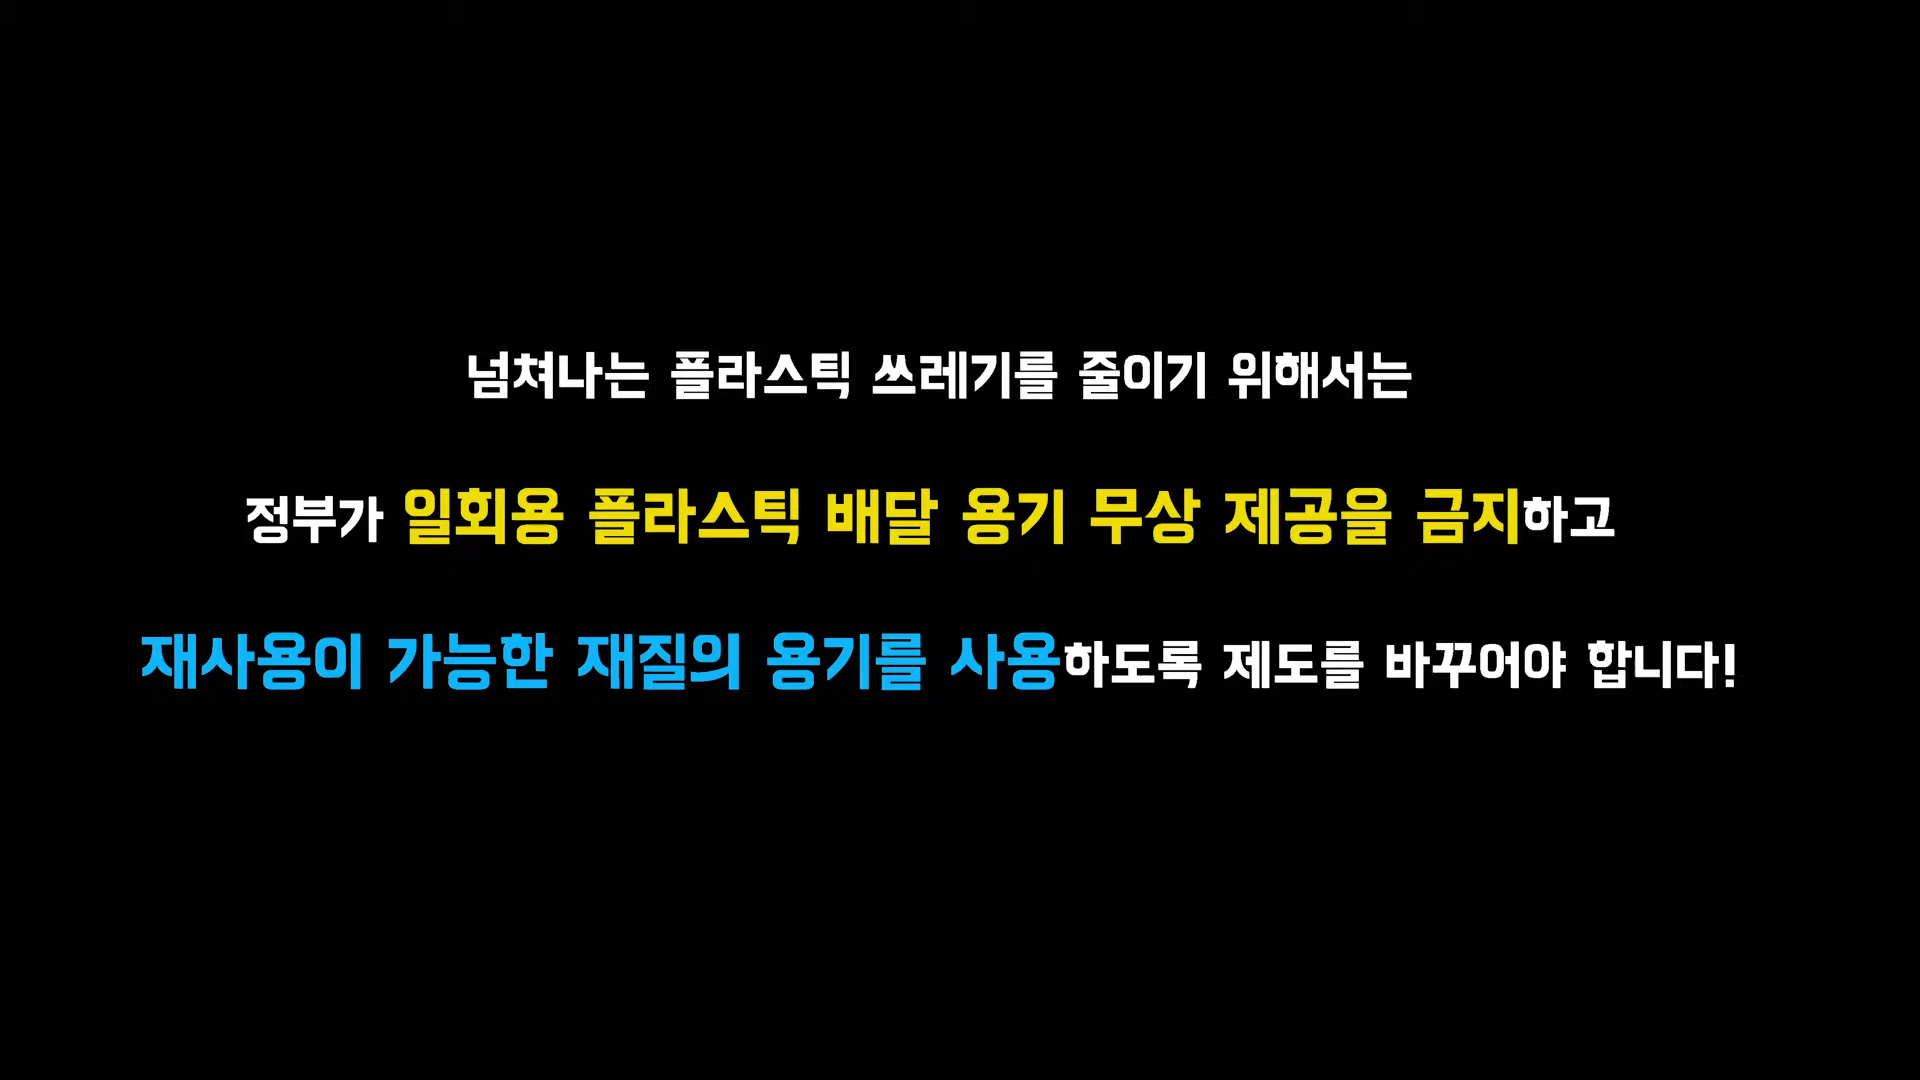 넘쳐나는 플라스틱 쓰레기를 줄이기 위해서는
정부가 일회용 플라스틱 배달 용기 무상 제공을 금지하고
재사용이 가능한 재질의 용기를 사용하도록 제도를 바꾸어야 합니다!